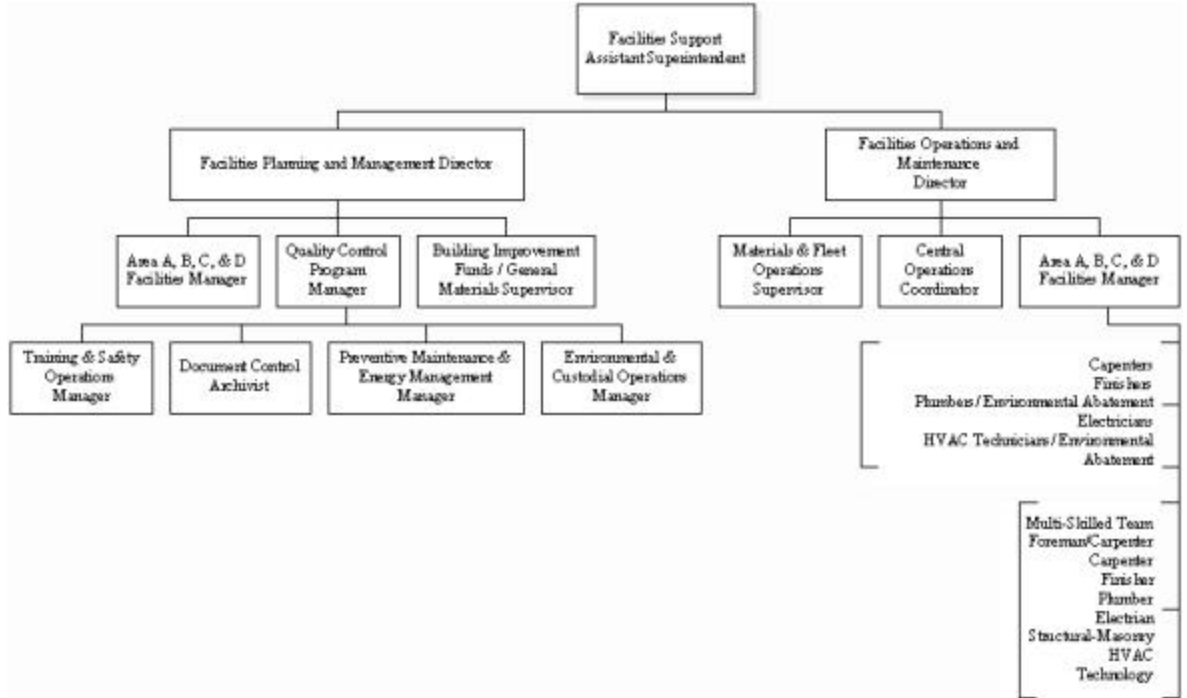 Facilities Support
Assistant Superintendent
Facilities Planning and Management Director
Facilities Operations and
Maintenance
Director
Area A, B, C, & D
Facilities Manager
Quality Control
Program
Manager
Building Improvement
Funds / General
Materials Supervisor
Materials & Fleet
Operations
Supervisor
Central
Operations
Coordinator
Area A, B, C, & D
Facilities Manager
Training & Safety
Operations
Manager
Document Control
Archivist
Preventive Maintenance &
Energy Management
Manager
Environmental &
Custodial Operations
Manager
Capenters
Finishers
Plumbers / Environmental Abatement
Electricians
HVAC Technicians / Environmental
Abatement
Multi-Skilled Team
Foreman/Carpenter
Carpenter
Finisher
Plumber
Electrian
Structural-Masonry
HVAC
Technology